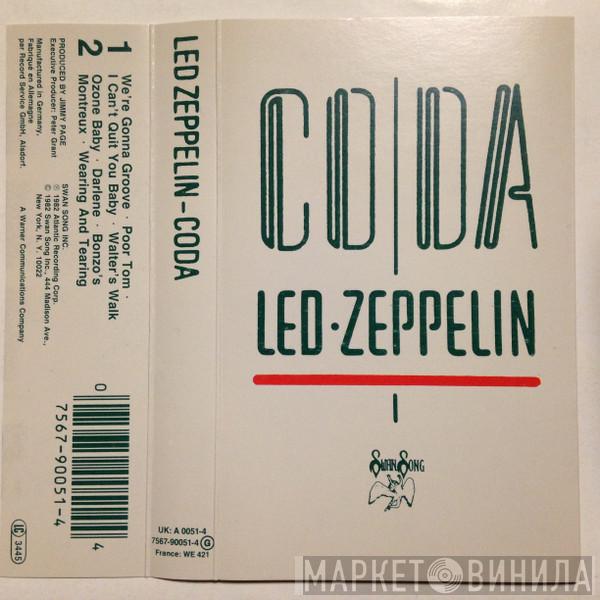 CODA
LED·ZEPPELIN
Swan Song
LED ZEPPELIN – CODA
UK: A 0051-4
7567-90051-4 G
France: WE 421
1 We're Gonna Groove · Poor Tom ·
I Can't Quit You Baby · Walter's Walk
2 Ozone Baby · Darlene · Bonzo's
Montreux · Wearing And Tearing
PRODUCED BY JIMMY PAGE
Executive Producer: Peter Grant
Manufactured in Germany.
Fabriqué en Allemagne
par Record Service GmbH, Alsdorf.
SWAN SONG INC.
℗ 1982 Atlantic Recording Corp.
© 1982 Swan Song Inc., 444 Madison Ave.,
New York, N. Y. 10022
A Warner Communications Company
0
7567-90051-4
4
LC 3445
МАРКЕТ ВИНИЛА